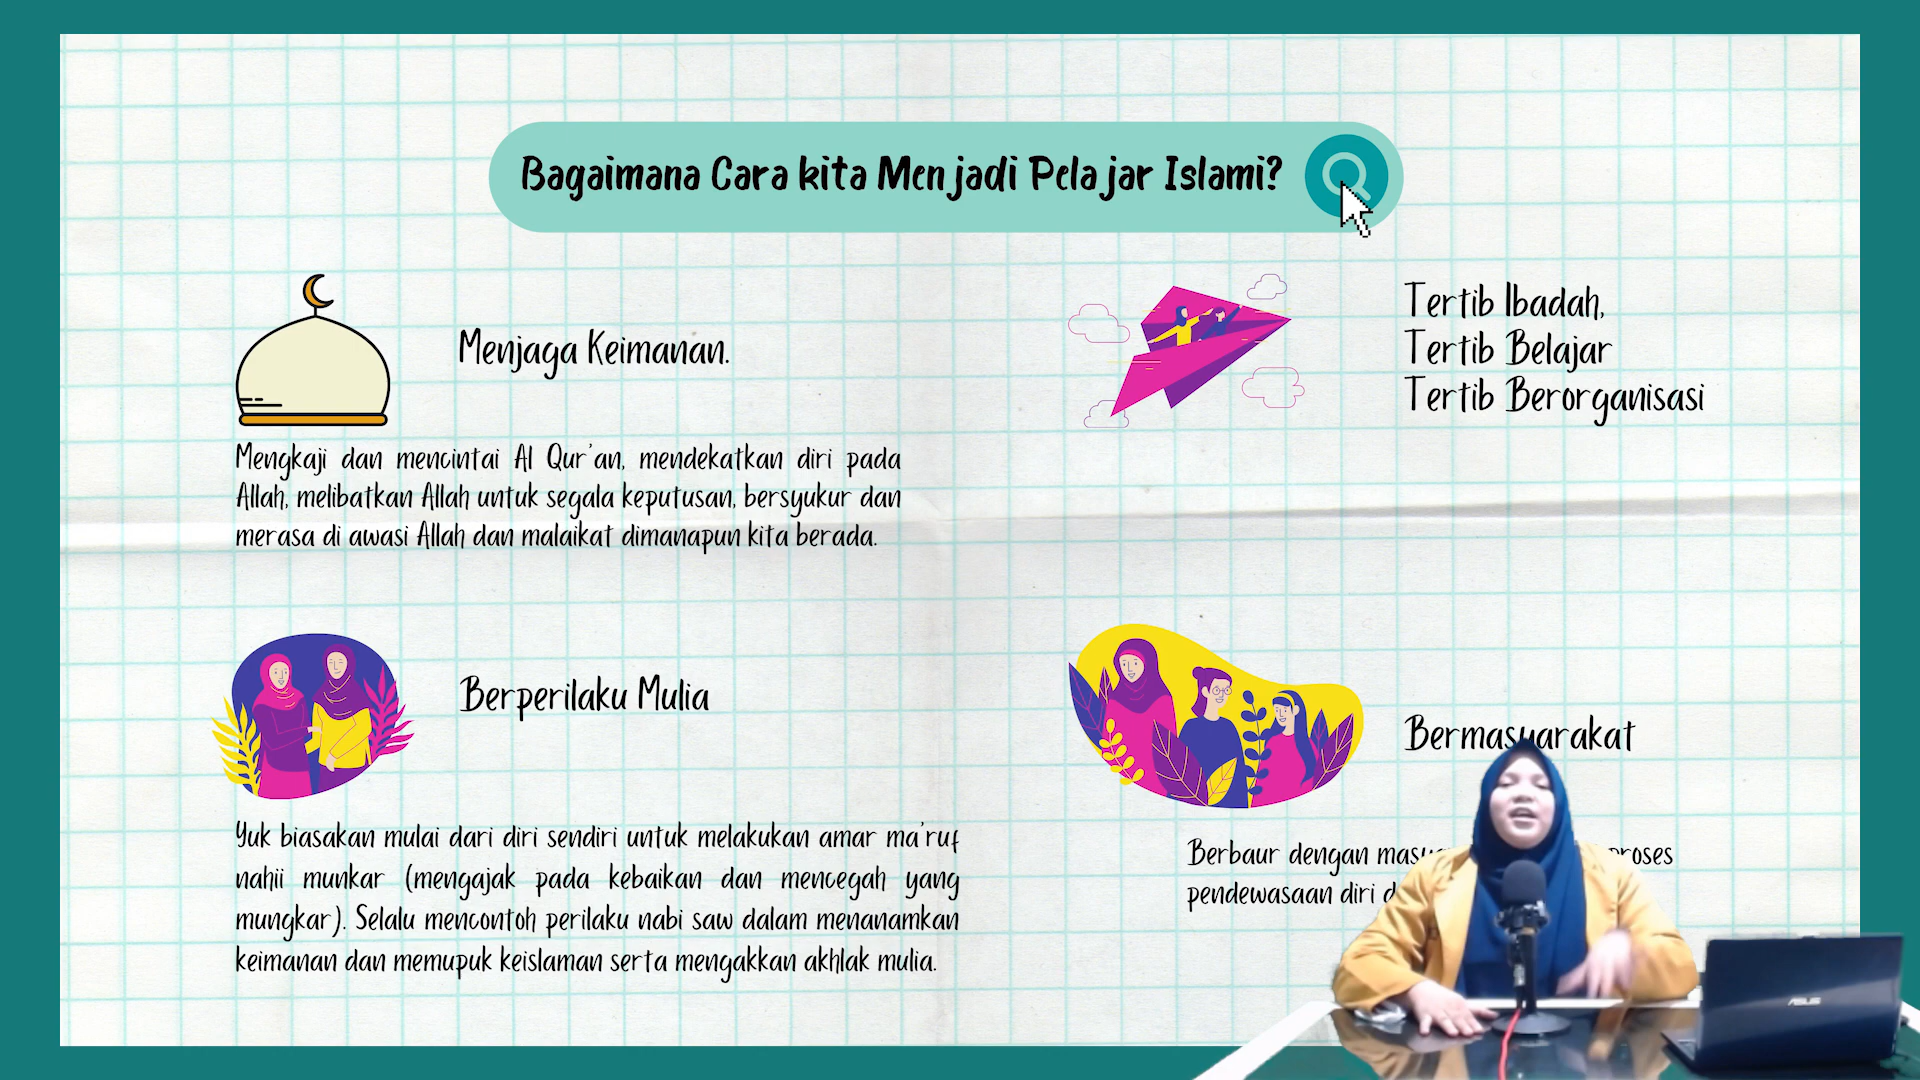 Bagaimana Cara kita Menjadi Pelajar Islami?
Menjaga Keimanan.
Mengkaji dan mencintai Al Qur'an, mendekatkan diri pada
Allah, melibatkan Allah untuk segala keputusan, bersyukur dan
merasa di awasi Allah dan malaikat dimanapun kita berada.
Tertib Ibadah,
Tertib Belajar
Tertib Berorganisasi
Berperilaku Mulia
Yuk biasakan mulai dari diri sendiri untuk melakukan amar ma'ruf
nahii munkar (mengajak pada kebaikan dan mencegah yang
mungkar). Selalu mencontoh perilaku nabi saw dalam menanamkan
keimanan dan memupuk keislaman serta mengakkan akhlak mulia.
Bermasyarakat
Berbaur dengan proses
pendewasaan diri
ASUS